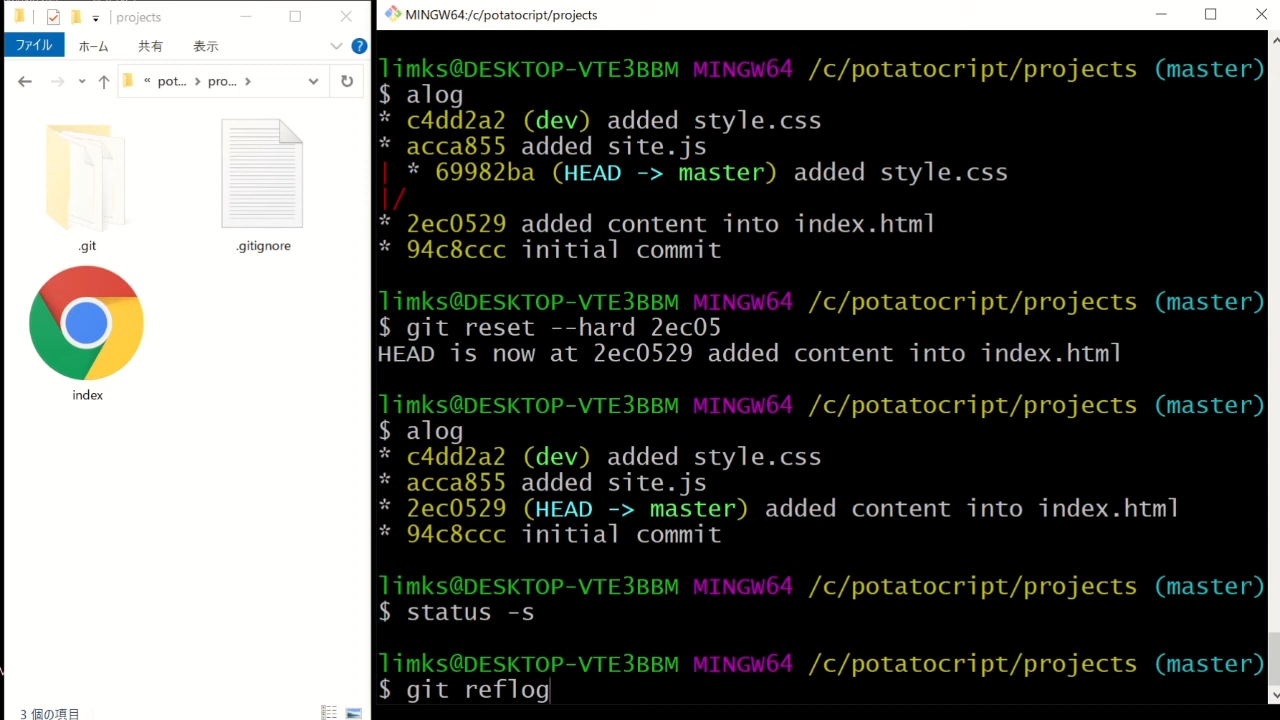 projects
ファイル ホーム 共有 表示
« pot... › pro... ›
.git
.gitignore
index
3 個の項目
MINGW64:/c/potatocript/projects
limks@DESKTOP-VTE3BBM MINGW64 /c/potatocript/projects (master)
$ alog
* c4dd2a2 (dev) added style.css
* acca855 added site.js
| * 69982ba (HEAD -> master) added style.css
|/
* 2ec0529 added content into index.html
* 94c8ccc initial commit
limks@DESKTOP-VTE3BBM MINGW64 /c/potatocript/projects (master)
$ git reset --hard 2ec05
HEAD is now at 2ec0529 added content into index.html
limks@DESKTOP-VTE3BBM MINGW64 /c/potatocript/projects (master)
$ alog
* c4dd2a2 (dev) added style.css
* acca855 added site.js
* 2ec0529 (HEAD -> master) added content into index.html
* 94c8ccc initial commit
limks@DESKTOP-VTE3BBM MINGW64 /c/potatocript/projects (master)
$ status -s
limks@DESKTOP-VTE3BBM MINGW64 /c/potatocript/projects (master)
$ git reflog